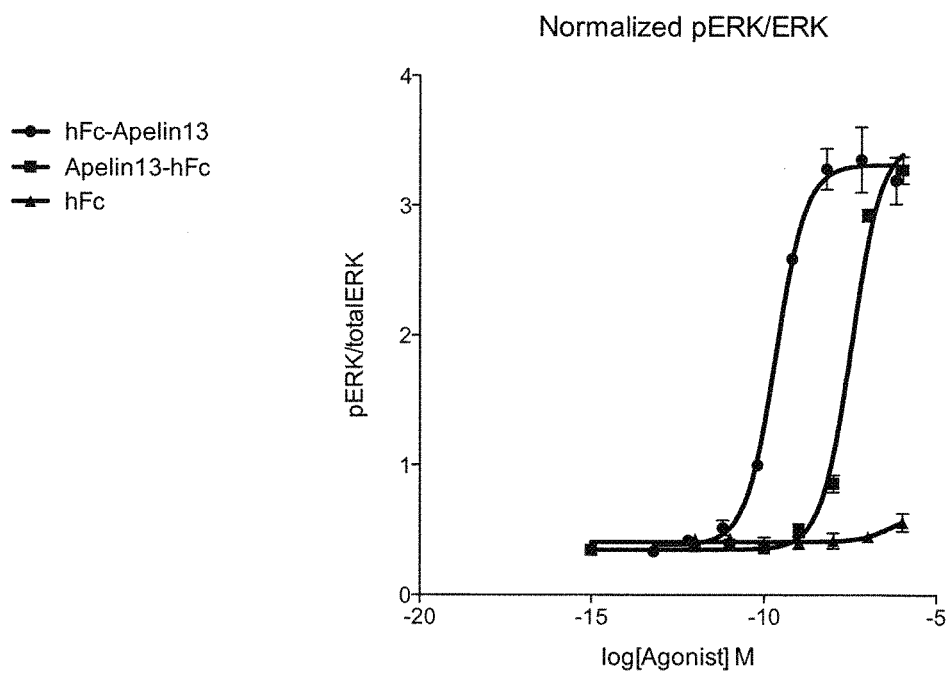 Normalized pERK/ERK
hFc-Apelin13
Apelin13-hFc
hFc
pERK/totalERK
4
3
2
1
0
-20
-15
-10
-5
log[Agonist] M